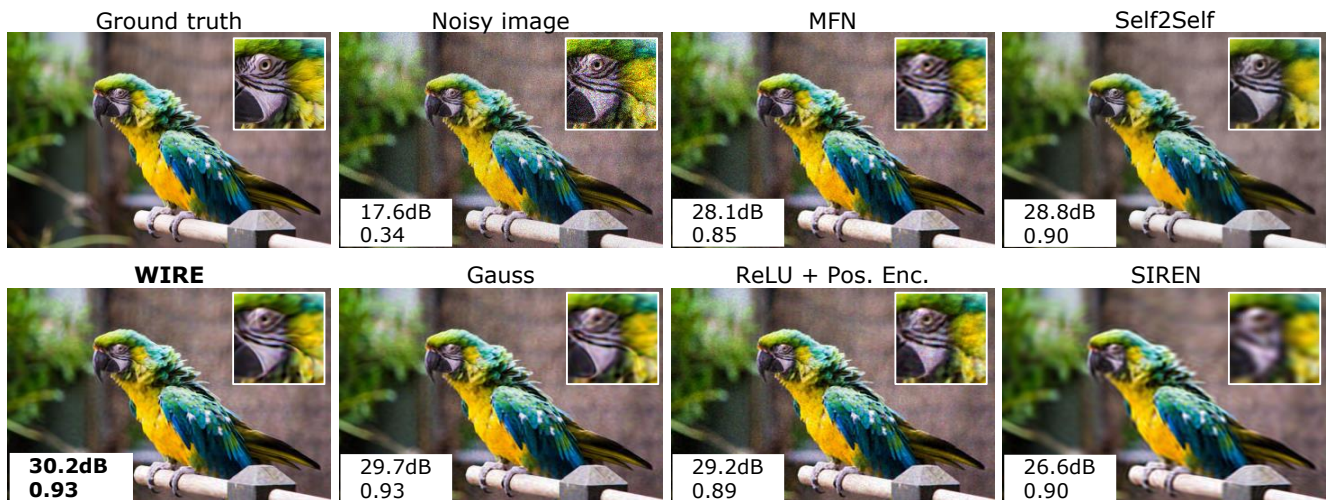 Ground truth
Noisy image
MFN
Self2Self
17.6dB
0.34
28.1dB
0.85
28.8dB
0.90
WIRE
Gauss
ReLU + Pos. Enc.
SIREN
30.2dB
0.93
29.7dB
0.93
29.2dB
0.89
26.6dB
0.90